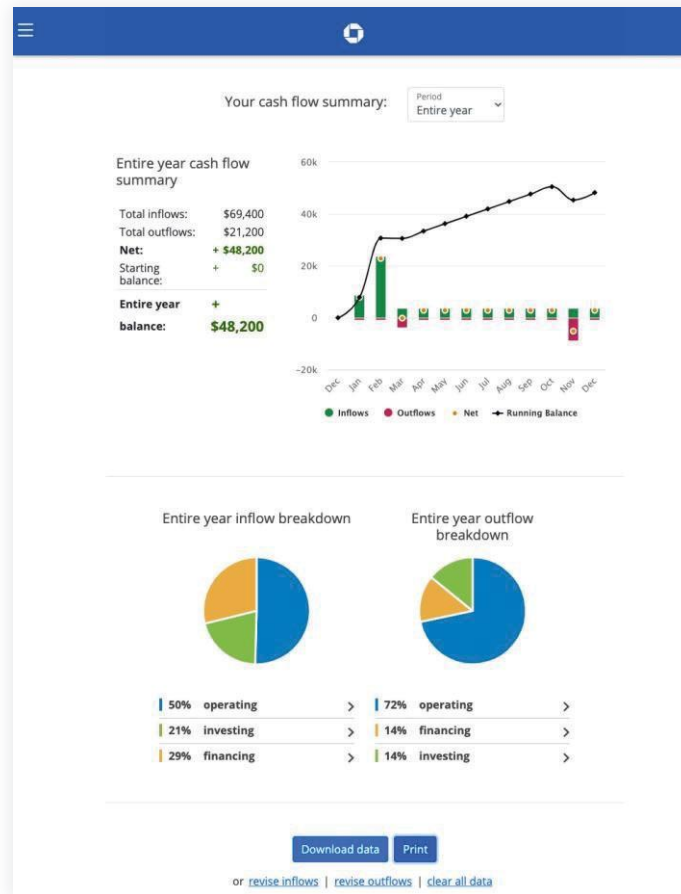 Your cash flow summary:
Period
Entire year
Entire year cash flow
summary
Total inflows: $69,400
Total outflows: $21,200
Net: + $48,200
Starting
balance: + $0
Entire year
balance: + $48,200
60k
40k
20k
0
−20k
Dec Jan Feb Mar Apr May Jun Jul Aug Sep Oct Nov Dec
Inflows Outflows Net Running Balance
Entire year inflow breakdown
50% operating
21% investing
29% financing
Entire year outflow
breakdown
72% operating
14% financing
14% investing
Download data Print
or revise inflows | revise outflows | clear all data